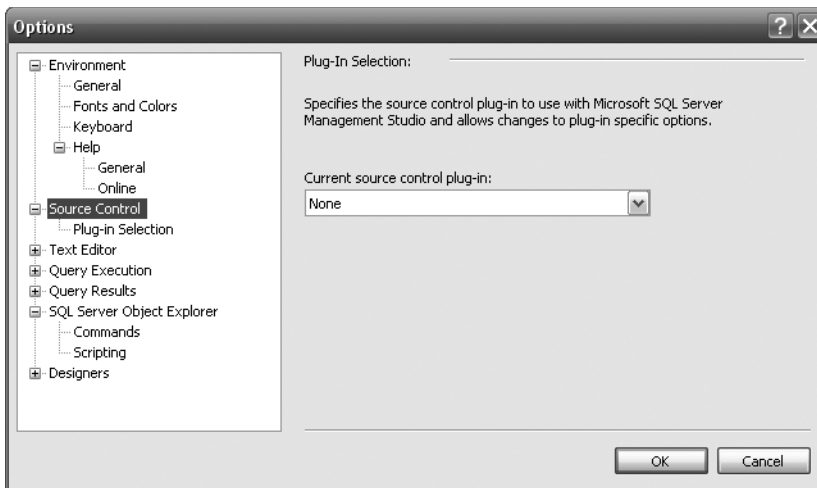 Options
Environment
General
Fonts and Colors
Keyboard
Help
General
Online
Source Control
Plug-in Selection
Text Editor
Query Execution
Query Results
SQL Server Object Explorer
Commands
Scripting
Designers
Plug-In Selection:
Specifies the source control plug-in to use with Microsoft SQL Server
Management Studio and allows changes to plug-in specific options.
Current source control plug-in:
None
OK
Cancel